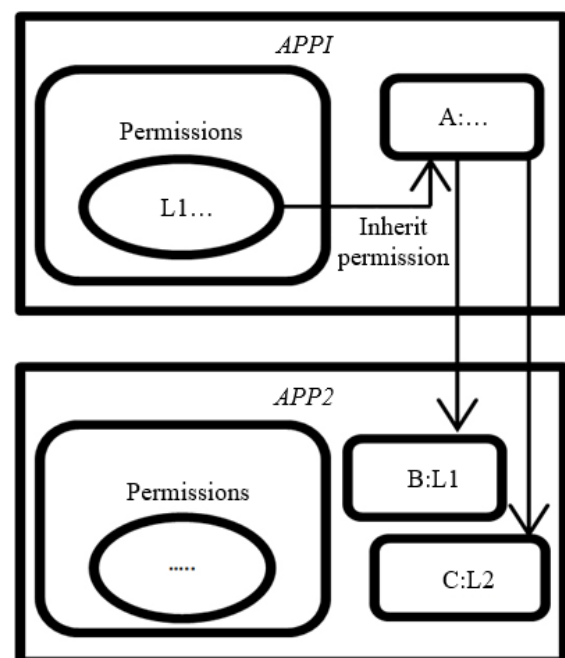 APPI
Permissions
A:...
L1...
Inherit
permission
APP2
Permissions
B:L1
.....
C:L2